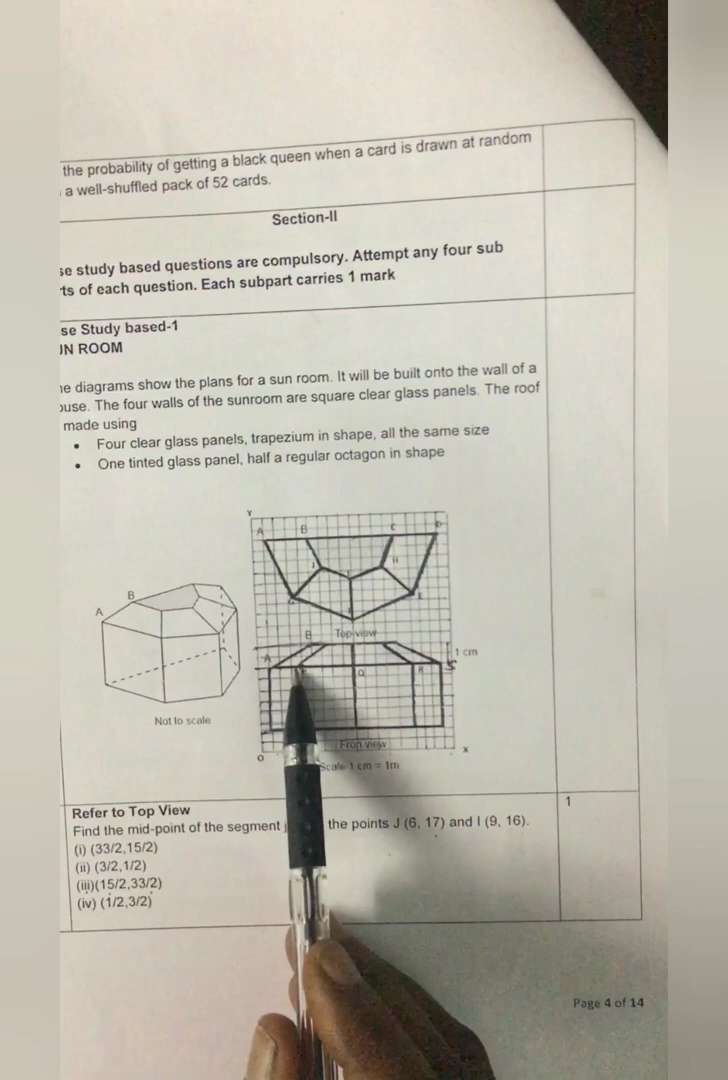 the probability of getting a black queen when a card is drawn at random
a well-shuffled pack of 52 cards.
Section-II
se study based questions are compulsory. Attempt any four sub
ts of each question. Each subpart carries 1 mark
se Study based-1
UN ROOM
he diagrams show the plans for a sun room. It will be built onto the wall of a
ouse. The four walls of the sunroom are square clear glass panels. The roof
made using
• Four clear glass panels, trapezium in shape, all the same size
• One tinted glass panel, half a regular octagon in shape
Y
A B C D
J H
Top view
A B
Not to scale
B
A
1 cm
S
Q R
Fron view
O X
Scale 1 cm = 1m
Refer to Top View
1
Find the mid-point of the segment the points J (6, 17) and I (9, 16).
(i) (33/2,15/2)
(ii) (3/2,1/2)
(iii)(15/2,33/2)
(iv) (1/2,3/2)
Page 4 of 14